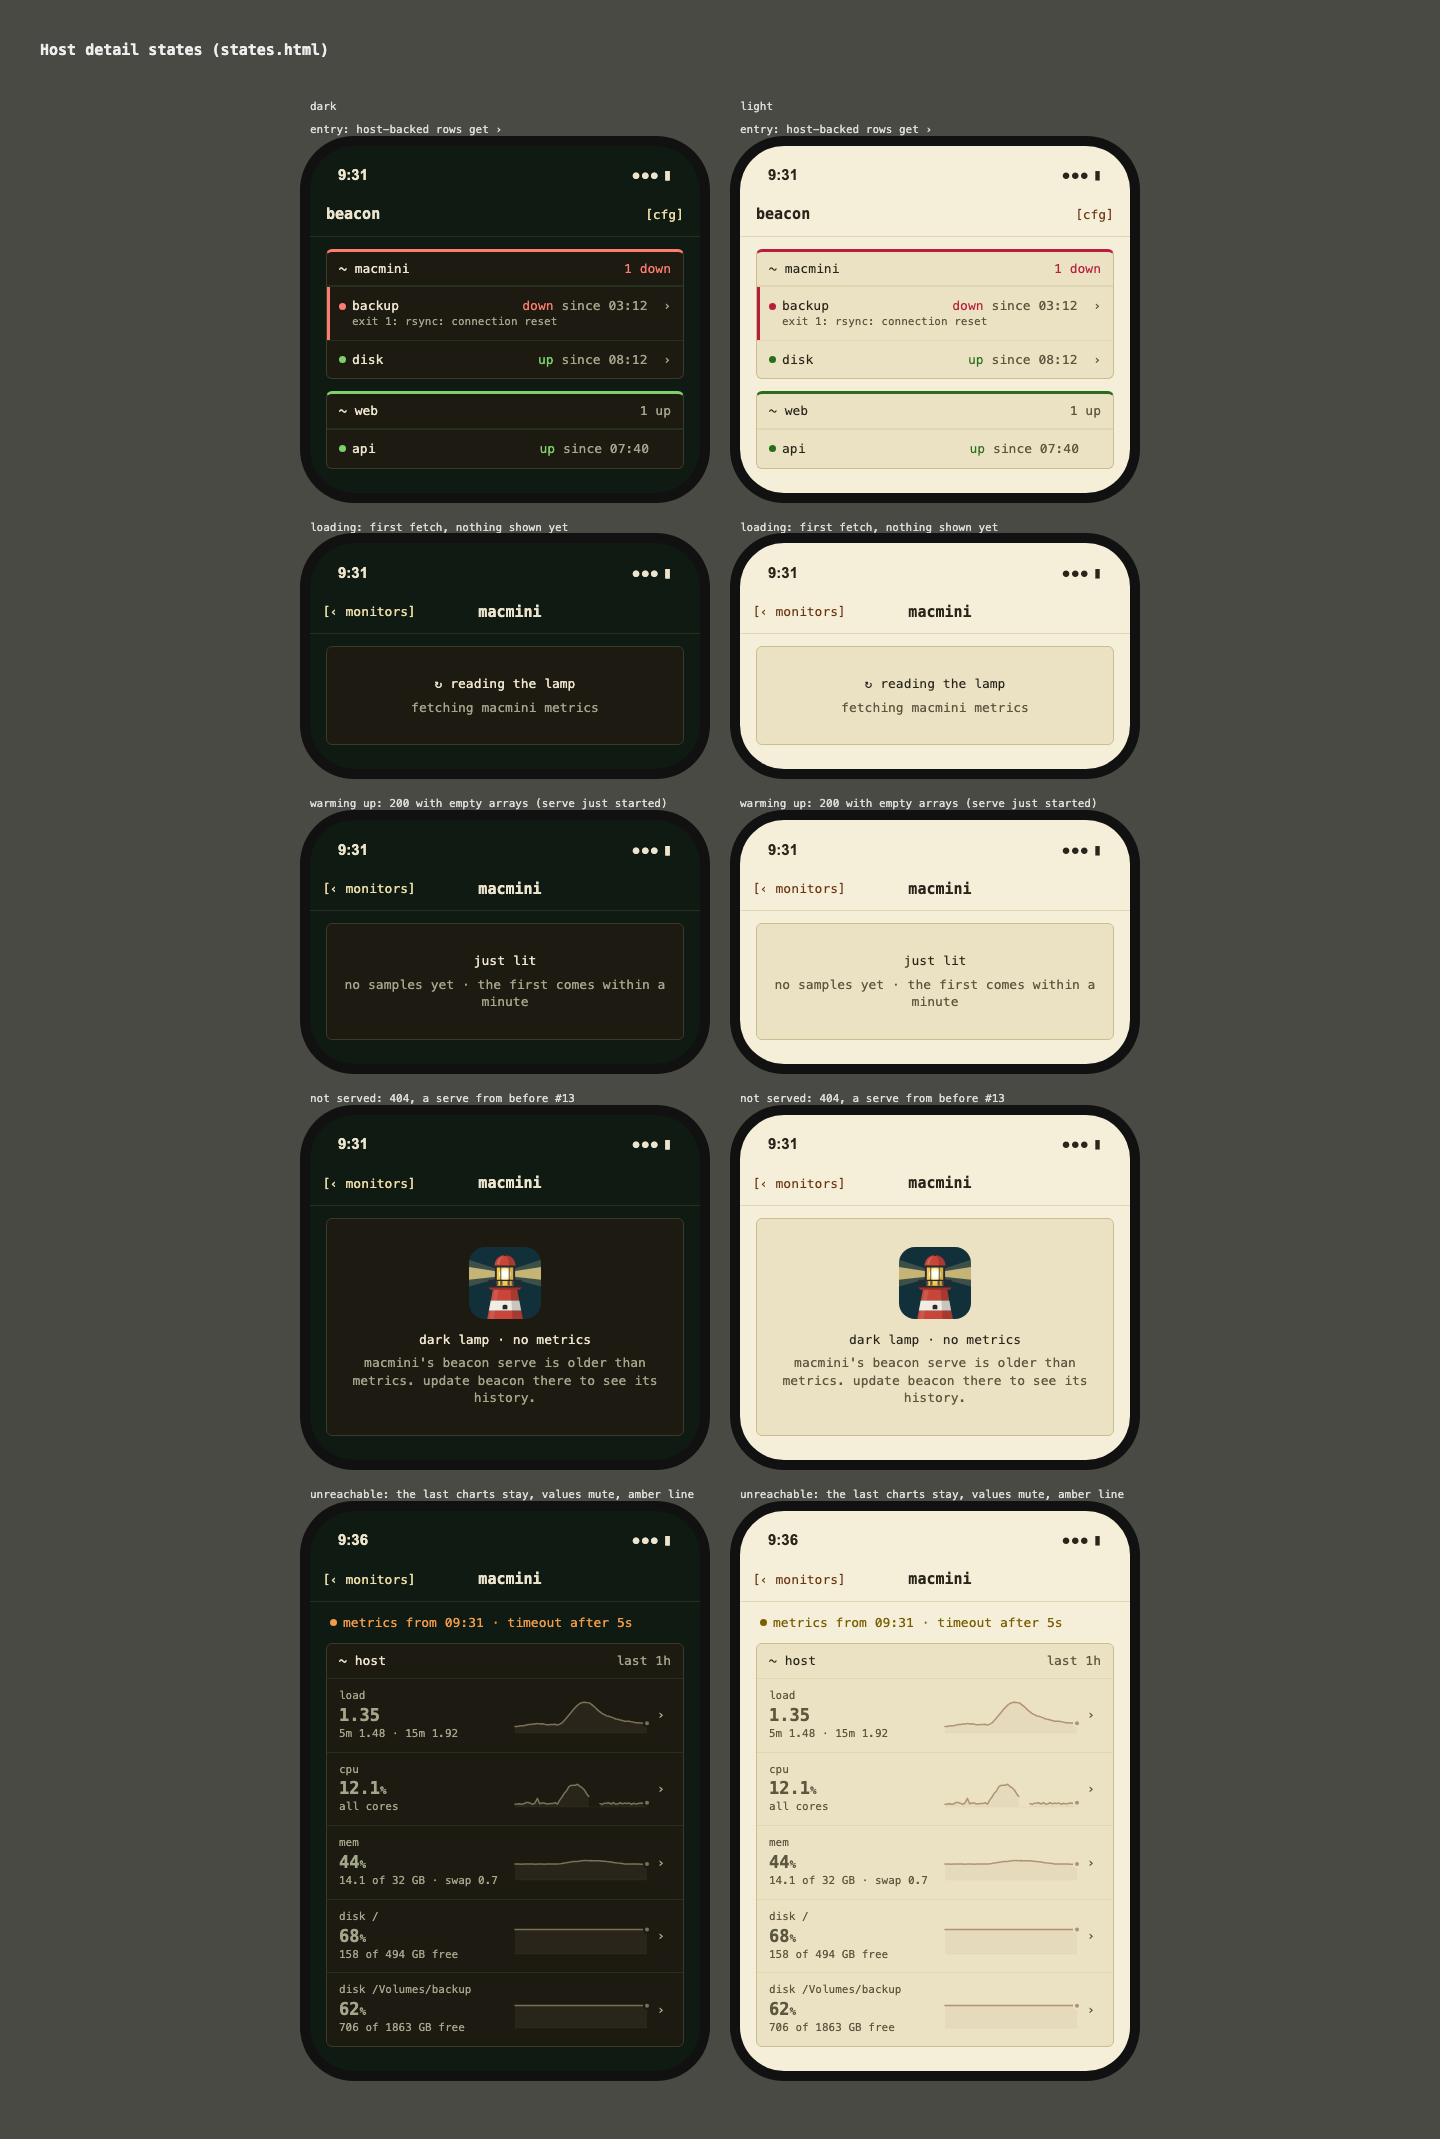 Host detail states (states.html)
dark
entry: host-backed rows get ›
9:31
beacon [cfg]
~ macmini 1 down
backup down since 03:12 ›
exit 1: rsync: connection reset
disk up since 08:12 ›
~ web 1 up
api up since 07:40
light
entry: host-backed rows get ›
9:31
beacon [cfg]
~ macmini 1 down
backup down since 03:12 ›
exit 1: rsync: connection reset
disk up since 08:12 ›
~ web 1 up
api up since 07:40
loading: first fetch, nothing shown yet
9:31
[‹ monitors] macmini
↻ reading the lamp
fetching macmini metrics
loading: first fetch, nothing shown yet
9:31
[‹ monitors] macmini
↻ reading the lamp
fetching macmini metrics
warming up: 200 with empty arrays (serve just started)
9:31
[‹ monitors] macmini
just lit
no samples yet · the first comes within a
minute
warming up: 200 with empty arrays (serve just started)
9:31
[‹ monitors] macmini
just lit
no samples yet · the first comes within a
minute
not served: 404, a serve from before #13
9:31
[‹ monitors] macmini
dark lamp · no metrics
macmini's beacon serve is older than
metrics. update beacon there to see its
history.
not served: 404, a serve from before #13
9:31
[‹ monitors] macmini
dark lamp · no metrics
macmini's beacon serve is older than
metrics. update beacon there to see its
history.
unreachable: the last charts stay, values mute, amber line
9:36
[‹ monitors] macmini
metrics from 09:31 · timeout after 5s
~ host last 1h
load
1.35 ›
5m 1.48 · 15m 1.92
cpu
12.1% ›
all cores
mem
44% ›
14.1 of 32 GB · swap 0.7
disk /
68% ›
158 of 494 GB free
disk /Volumes/backup
62% ›
706 of 1863 GB free
unreachable: the last charts stay, values mute, amber line
9:36
[‹ monitors] macmini
metrics from 09:31 · timeout after 5s
~ host last 1h
load
1.35 ›
5m 1.48 · 15m 1.92
cpu
12.1% ›
all cores
mem
44% ›
14.1 of 32 GB · swap 0.7
disk /
68% ›
158 of 494 GB free
disk /Volumes/backup
62% ›
706 of 1863 GB free